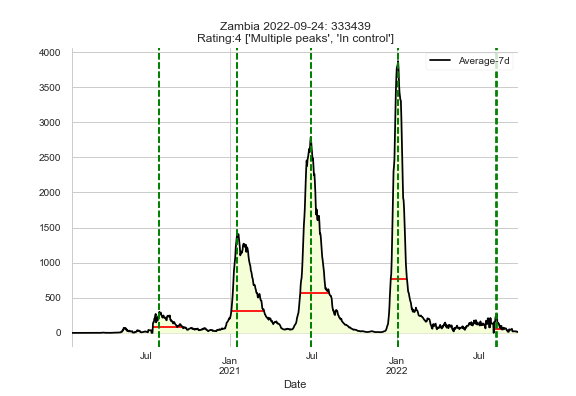 Zambia 2022-09-24: 333439
Rating:4 ['Multiple peaks', 'In control']
4000
3500
3000
2500
2000
1500
1000
500
0
Average-7d
Jul
Jan
2021
Jul
Jan
2022
Jul
Date